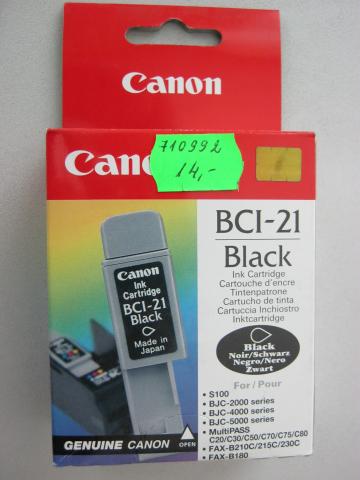 Canon
Canon
710992
14,-
BCI-21
Black
Ink Cartridge
Cartouche d'encre
Tintenpatrone
Cartucho de tinta
Cartuccia Inchiostro
Inktcartridge
Canon
Ink
Cartridge
BCI-21
Black
Made in
Japan
Black
Noir/Schwarz
Negro/Nero
Zwart
For / Pour
• S100
• BJC-2000 series
• BJC-4000 series
• BJC-5000 series
• MultiPASS
C20/C30/C50/C70/C75/C80
• FAX-B210C/215C/230C
• FAX-B180
GENUINE CANON
OPEN